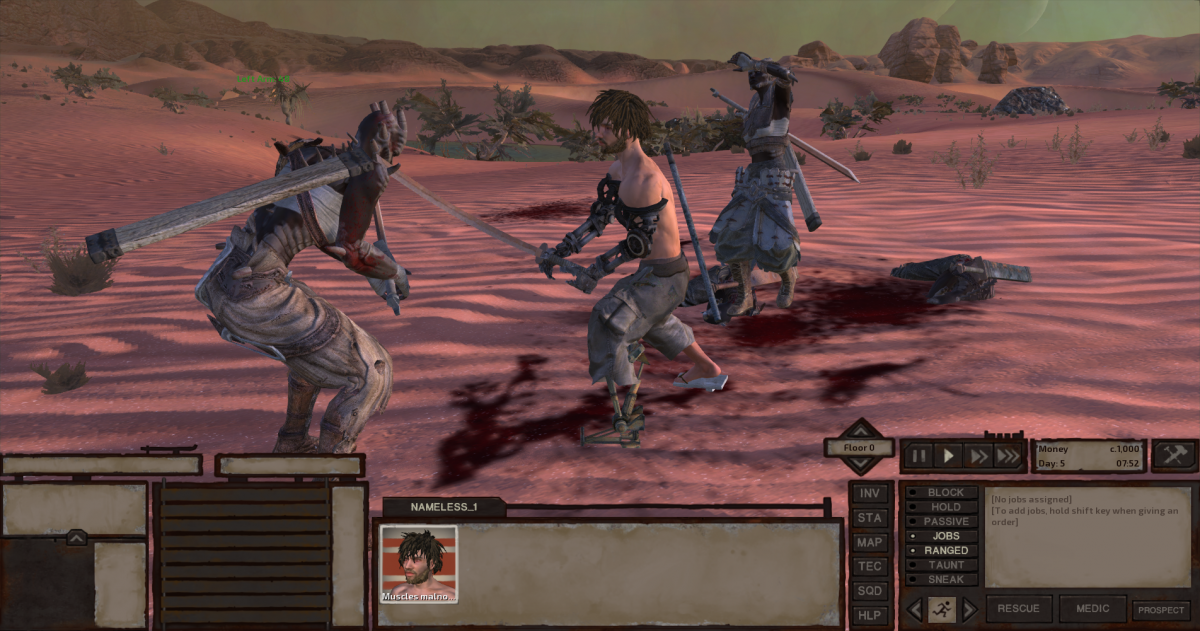 Floor 0
Money c.1,000
Day: 5 07:52
NAMELESS_1
Muscles malno...
INV
STA
MAP
TEC
SQD
HLP
BLOCK
HOLD
PASSIVE
JOBS
RANGED
TAUNT
SNEAK
[No jobs assigned]
[To add jobs, hold shift key when giving an
order]
RESCUE
MEDIC
PROSPECT